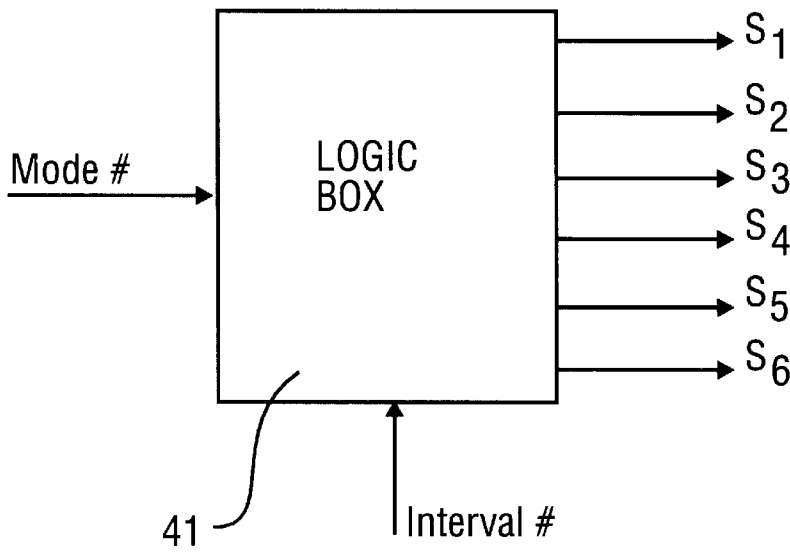 S1
S2
Mode #
LOGIC
BOX
S3
S4
S5
S6
41
Interval #